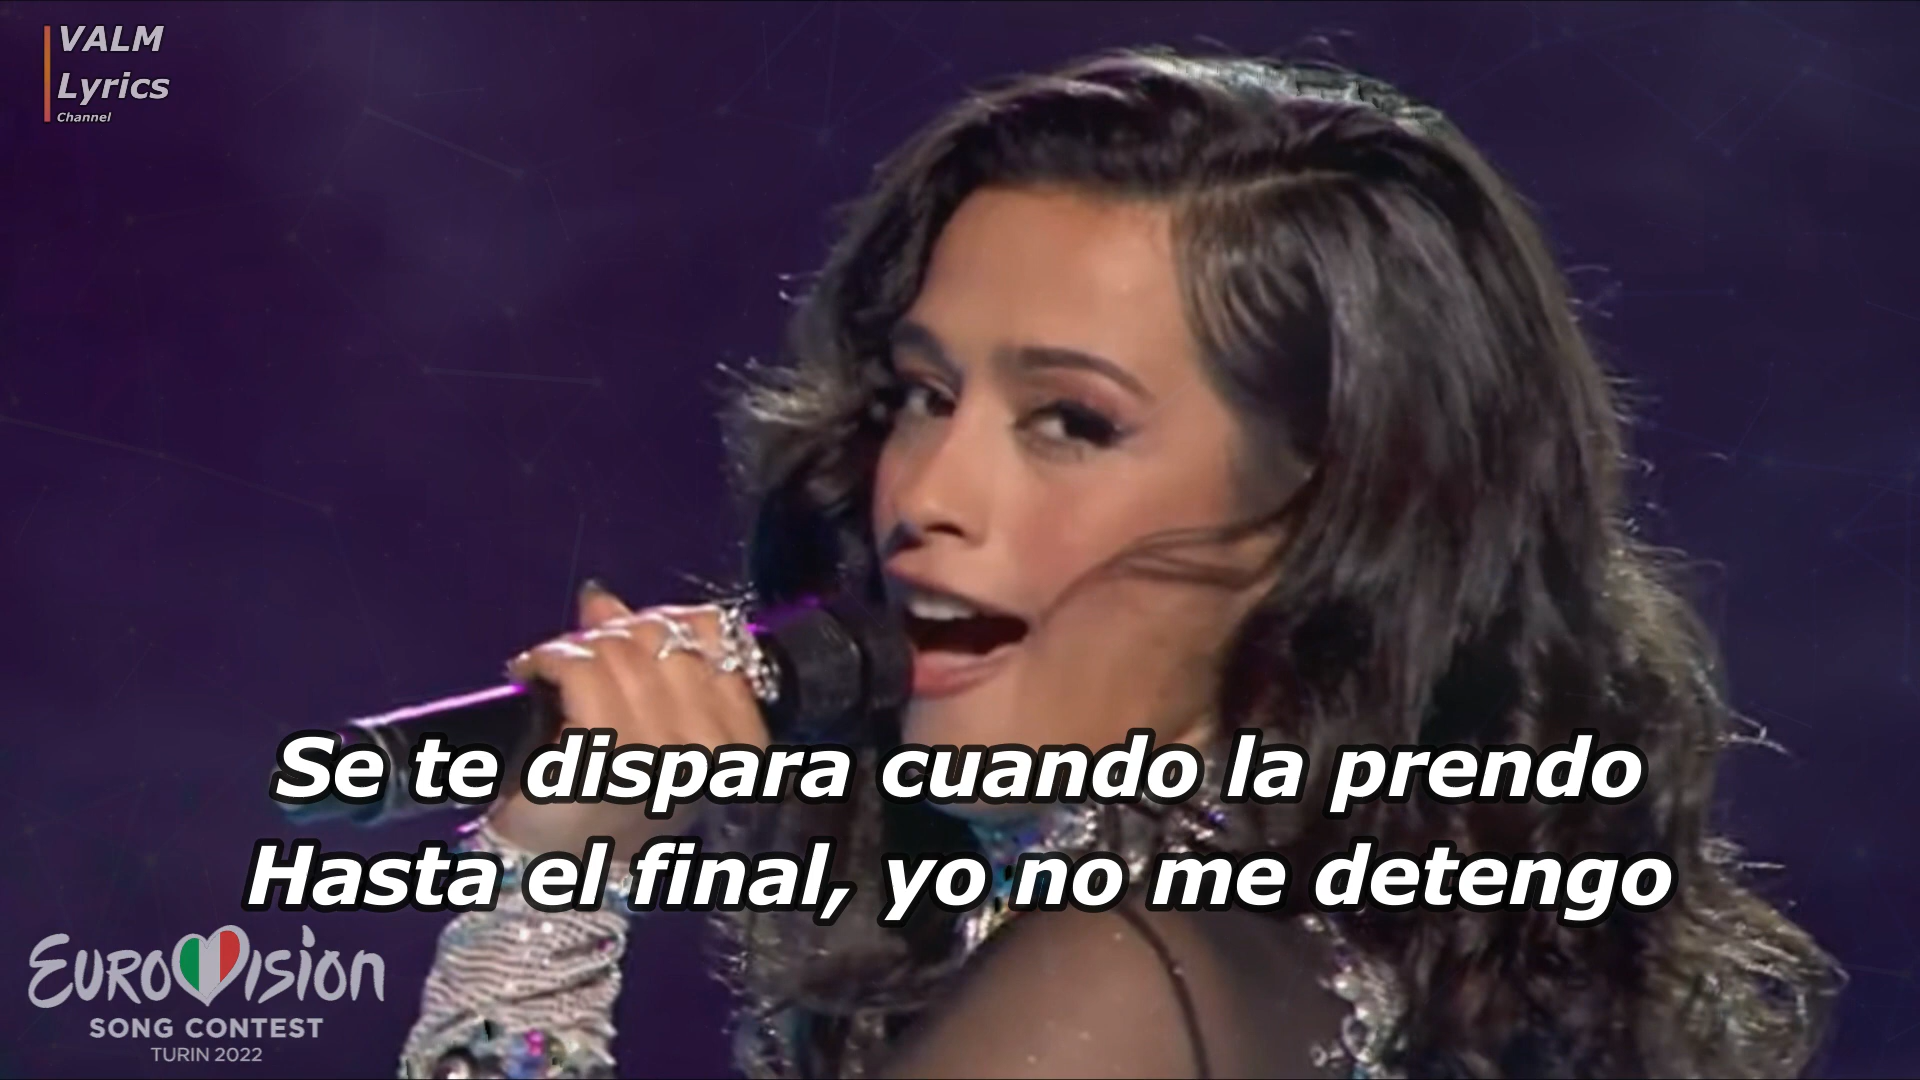 VALM
Lyrics
Channel
Se te dispara cuando la prendo
Hasta el final, yo no me detengo
EUROVISION
SONG CONTEST
TURIN 2022